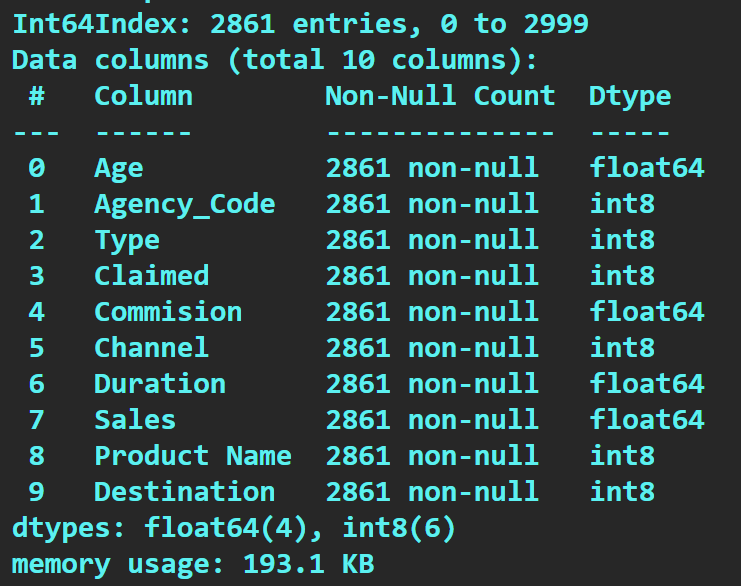 Int64Index: 2861 entries, 0 to 2999
Data columns (total 10 columns):
 #   Column        Non-Null Count  Dtype
---  ------        --------------  -----
 0   Age           2861 non-null   float64
 1   Agency_Code   2861 non-null   int8
 2   Type          2861 non-null   int8
 3   Claimed       2861 non-null   int8
 4   Commision     2861 non-null   float64
 5   Channel       2861 non-null   int8
 6   Duration      2861 non-null   float64
 7   Sales         2861 non-null   float64
 8   Product Name  2861 non-null   int8
 9   Destination   2861 non-null   int8
dtypes: float64(4), int8(6)
memory usage: 193.1 KB